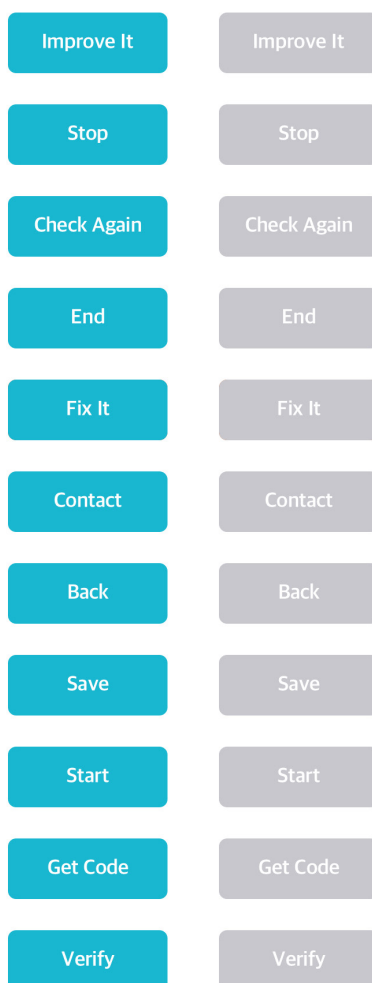 Improve It Improve It
Stop Stop
Check Again Check Again
End End
Fix It Fix It
Contact Contact
Back Back
Save Save
Start Start
Get Code Get Code
Verify Verify